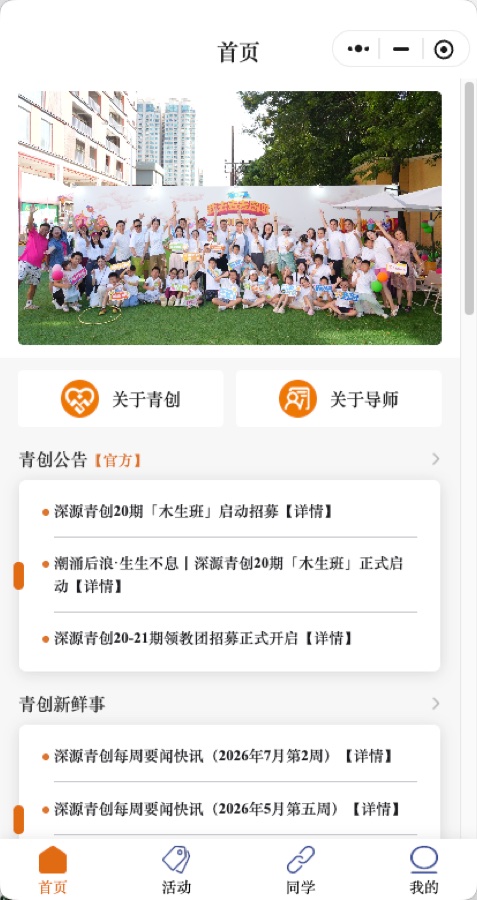 首页
关于青创
关于导师
青创公告【官方】
深源青创20期「木生班」启动招募【详情】
潮涌后浪·生生不息丨深源青创20期「木生班」正式启
动【详情】
深源青创20-21期领教团招募正式开启【详情】
青创新鲜事
深源青创每周要闻快讯（2026年7月第2周）【详情】
深源青创每周要闻快讯（2026年5月第五周）【详情】
首页
活动
同学
我的